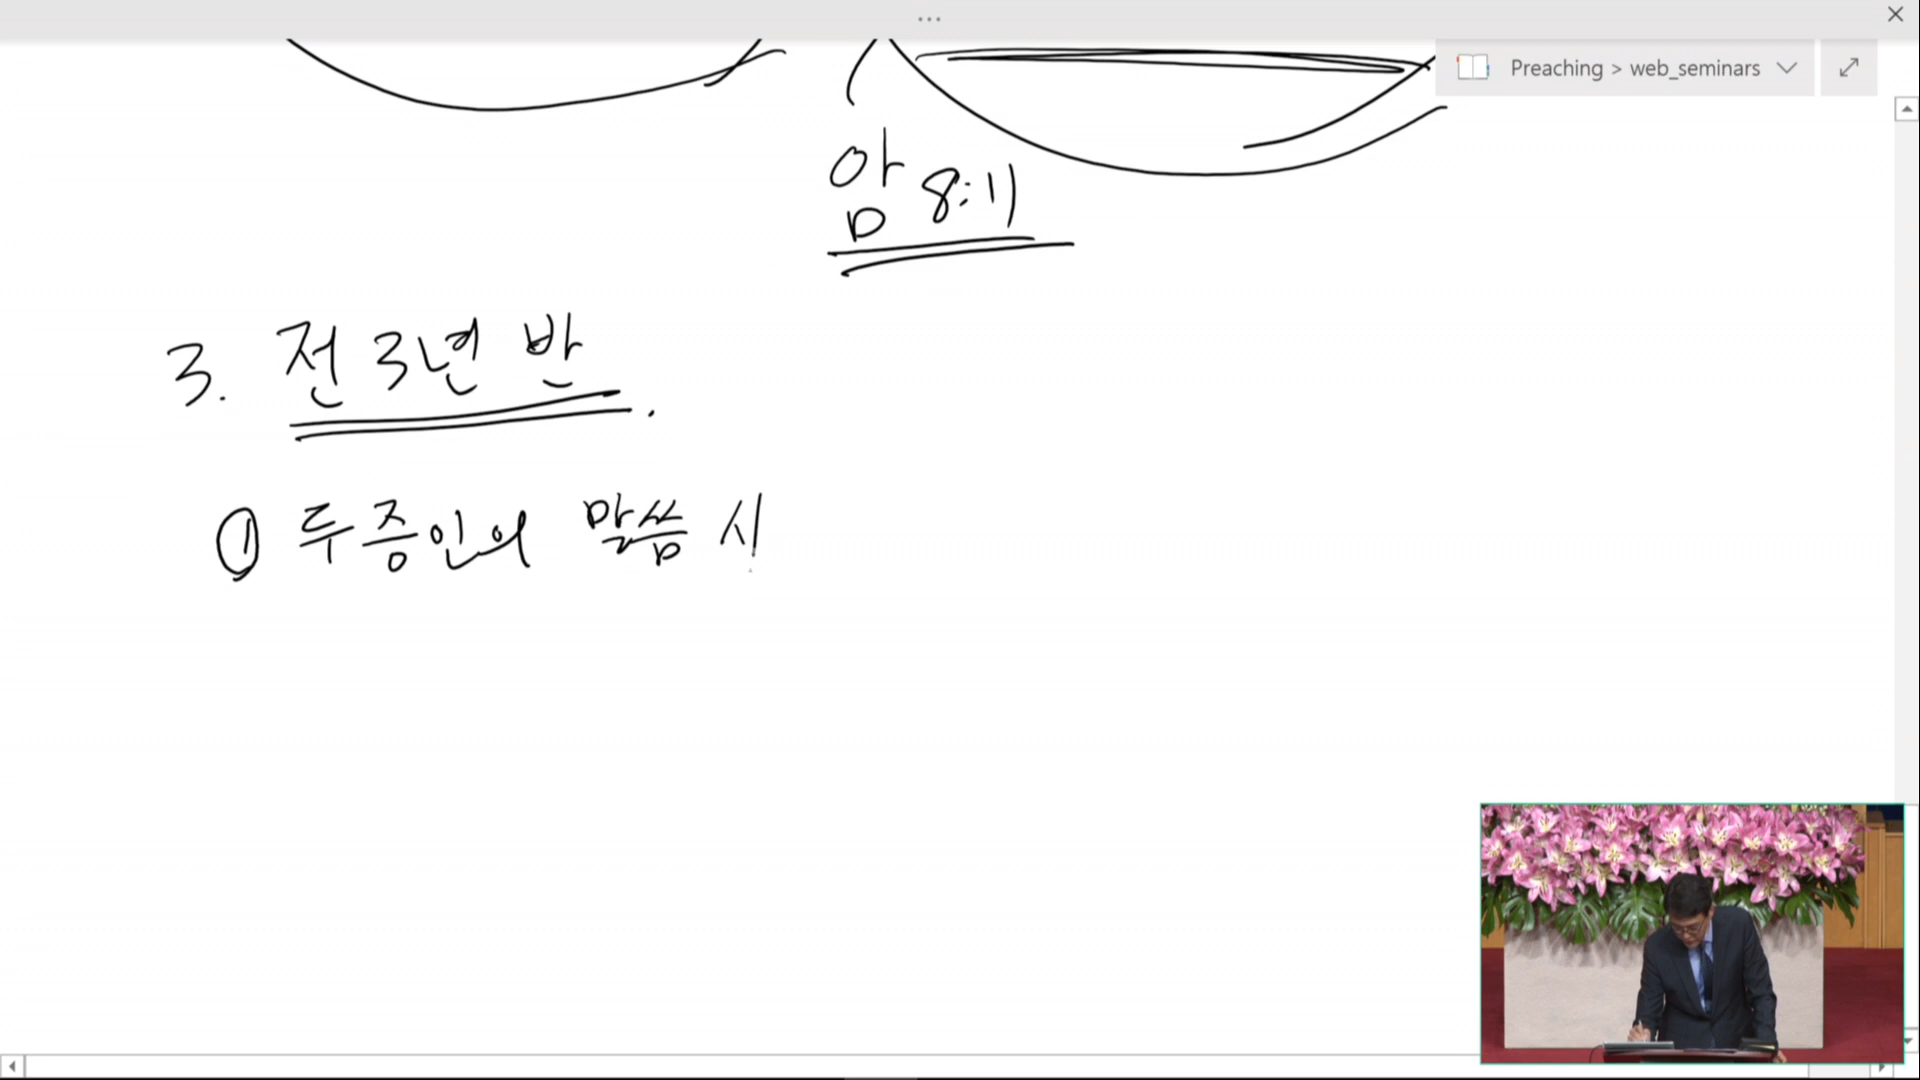 ...
Preaching > web_seminars
암 8:11
3. 전 3년 반.
① 두증인의 말씀 시